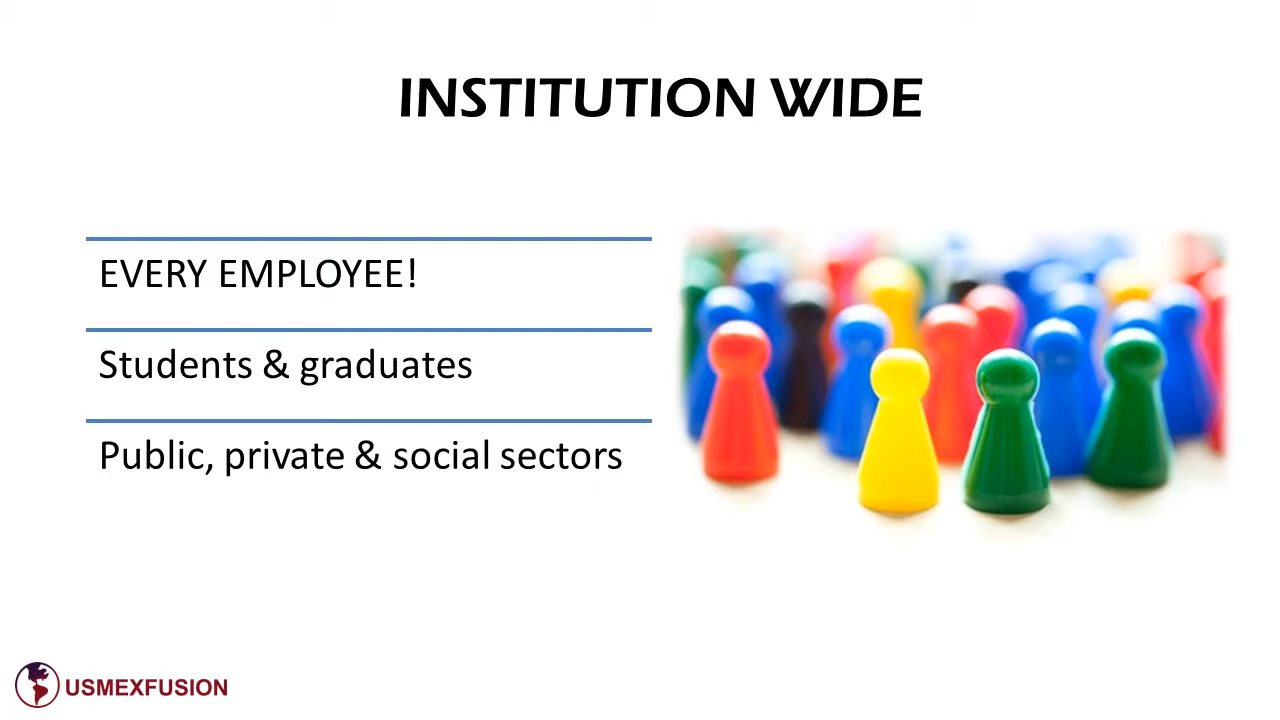 INSTITUTION WIDE
EVERY EMPLOYEE!
Students & graduates
Public, private & social sectors
USMEXFUSION